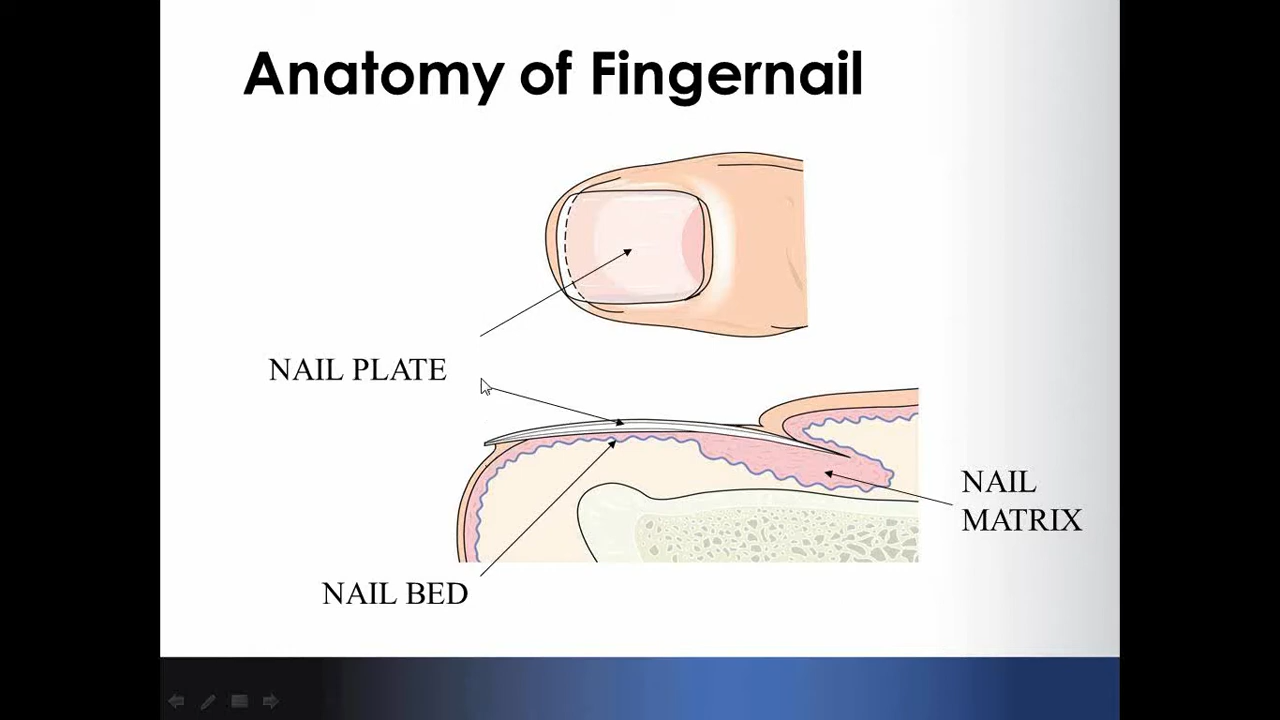 Anatomy of Fingernail
NAIL PLATE
NAIL
MATRIX
NAIL BED